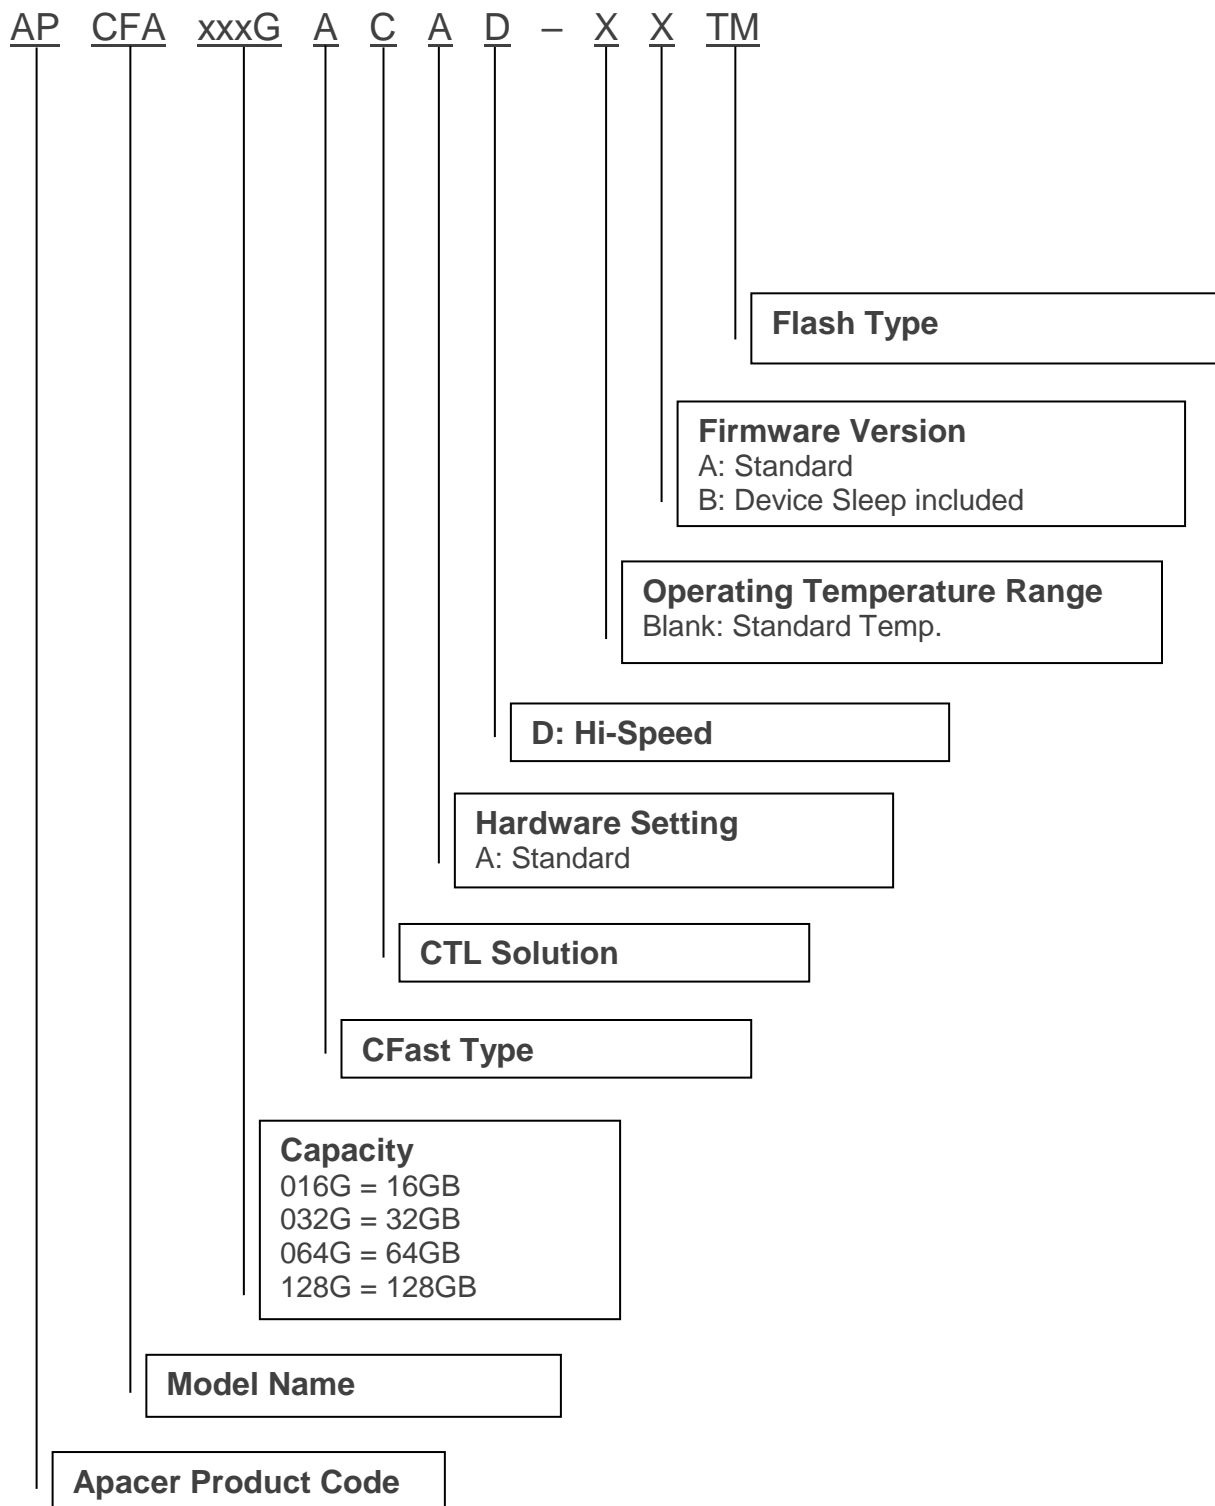 AP CFA xxxG A C A D – X X TM
Flash Type
Firmware Version
A: Standard
B: Device Sleep included
Operating Temperature Range
Blank: Standard Temp.
D: Hi-Speed
Hardware Setting
A: Standard
CTL Solution
CFast Type
Capacity
016G = 16GB
032G = 32GB
064G = 64GB
128G = 128GB
Model Name
Apacer Product Code